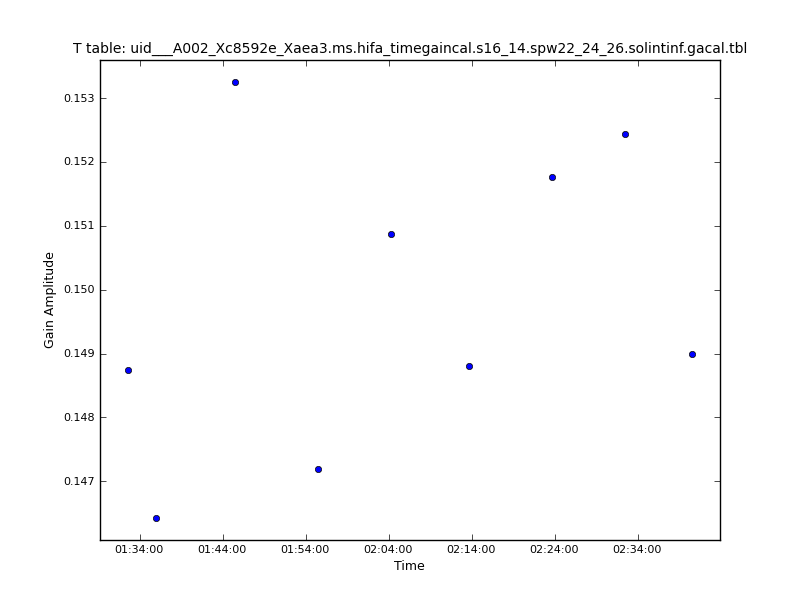 T table: uid___A002_Xc8592e_Xaea3.ms.hifa_timegaincal.s16_14.spw22_24_26.solintinf.gacal.tbl
Gain Amplitude
0.153
0.152
0.151
0.150
0.149
0.148
0.147
01:34:00 01:44:00 01:54:00 02:04:00 02:14:00 02:24:00 02:34:00
Time